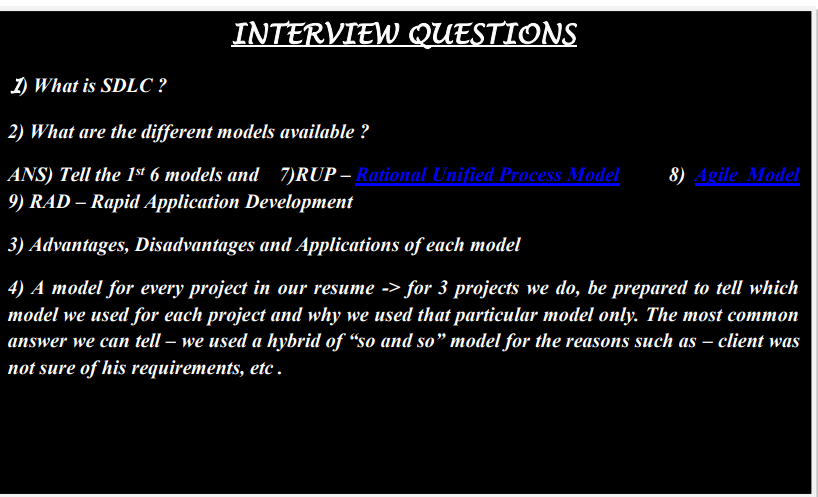 INTERVIEW QUESTIONS
1) What is SDLC ?
2) What are the different models available ?
ANS) Tell the 1st 6 models and 7)RUP – Rational Unified Process Model 8) Agile Model
9) RAD – Rapid Application Development
3) Advantages, Disadvantages and Applications of each model
4) A model for every project in our resume -> for 3 projects we do, be prepared to tell which
model we used for each project and why we used that particular model only. The most common
answer we can tell – we used a hybrid of “so and so” model for the reasons such as – client was
not sure of his requirements, etc .